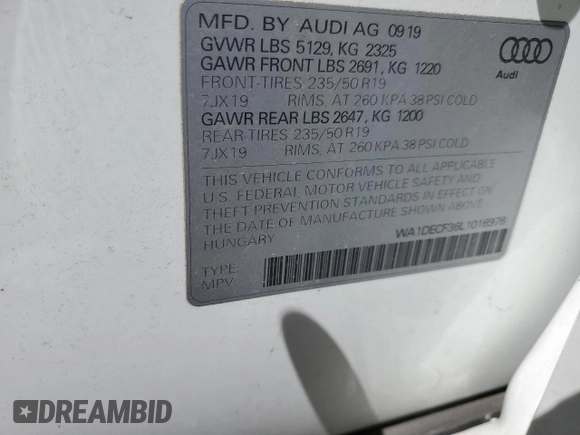 MFD. BY AUDI AG 09 19
GVWR LBS 5129, KG 2325
GAWR FRONT LBS 2691, KG 1220
FRONT-TIRES 235/50 R19
7JX19 RIMS, AT 260 KPA 38 PSI COLD
GAWR REAR LBS 2647, KG 1200
REAR-TIRES 235/50 R19
7JX19 RIMS, AT 260 KPA 38 PSI COLD
Audi
THIS VEHICLE CONFORMS TO ALL APPLICABLE
U.S. FEDERAL MOTOR VEHICLE SAFETY AND
THEFT PREVENTION STANDARDS IN EFFECT ON
THE DATE OF MANUFACTURE SHOWN ABOVE
HUNGARY
WA1DECF36L1016976
TYPE
MPV
DREAMBID